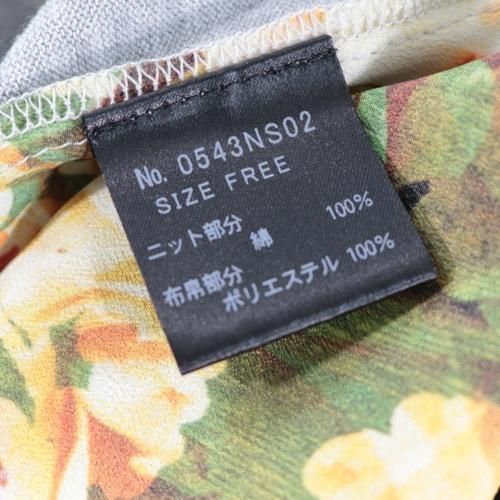 No. 0543NS02
SIZE FREE
ニット部分
綿 100%
布帛部分
ポリエステル 100%